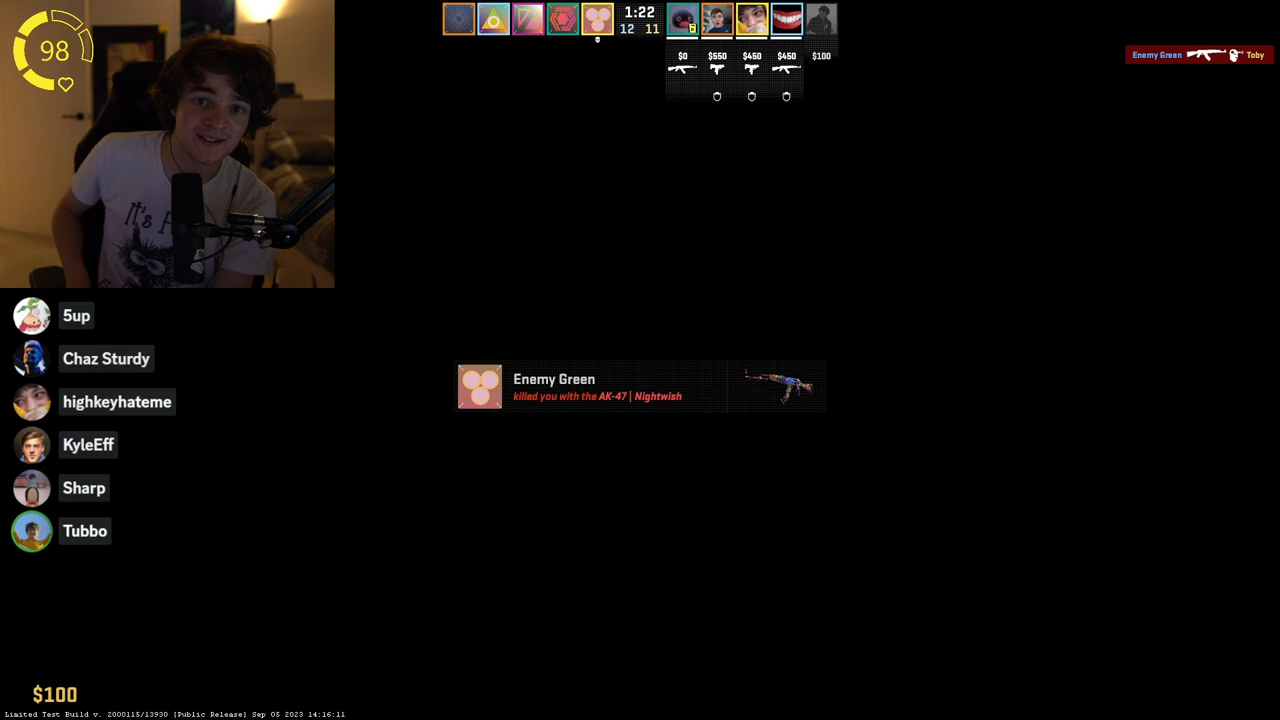 98
1:22
12 11
$0 $550 $450 $450 $100
Enemy Green Toby
IT'S F
5up
Chaz Sturdy
highkeyhateme
KyleEff
Sharp
Tubbo
Enemy Green
killed you with the AK-47 | Nightwish
$100
Limited Test Build v. 2000115/13930 [Public Release] Sep 05 2023 14:16:11